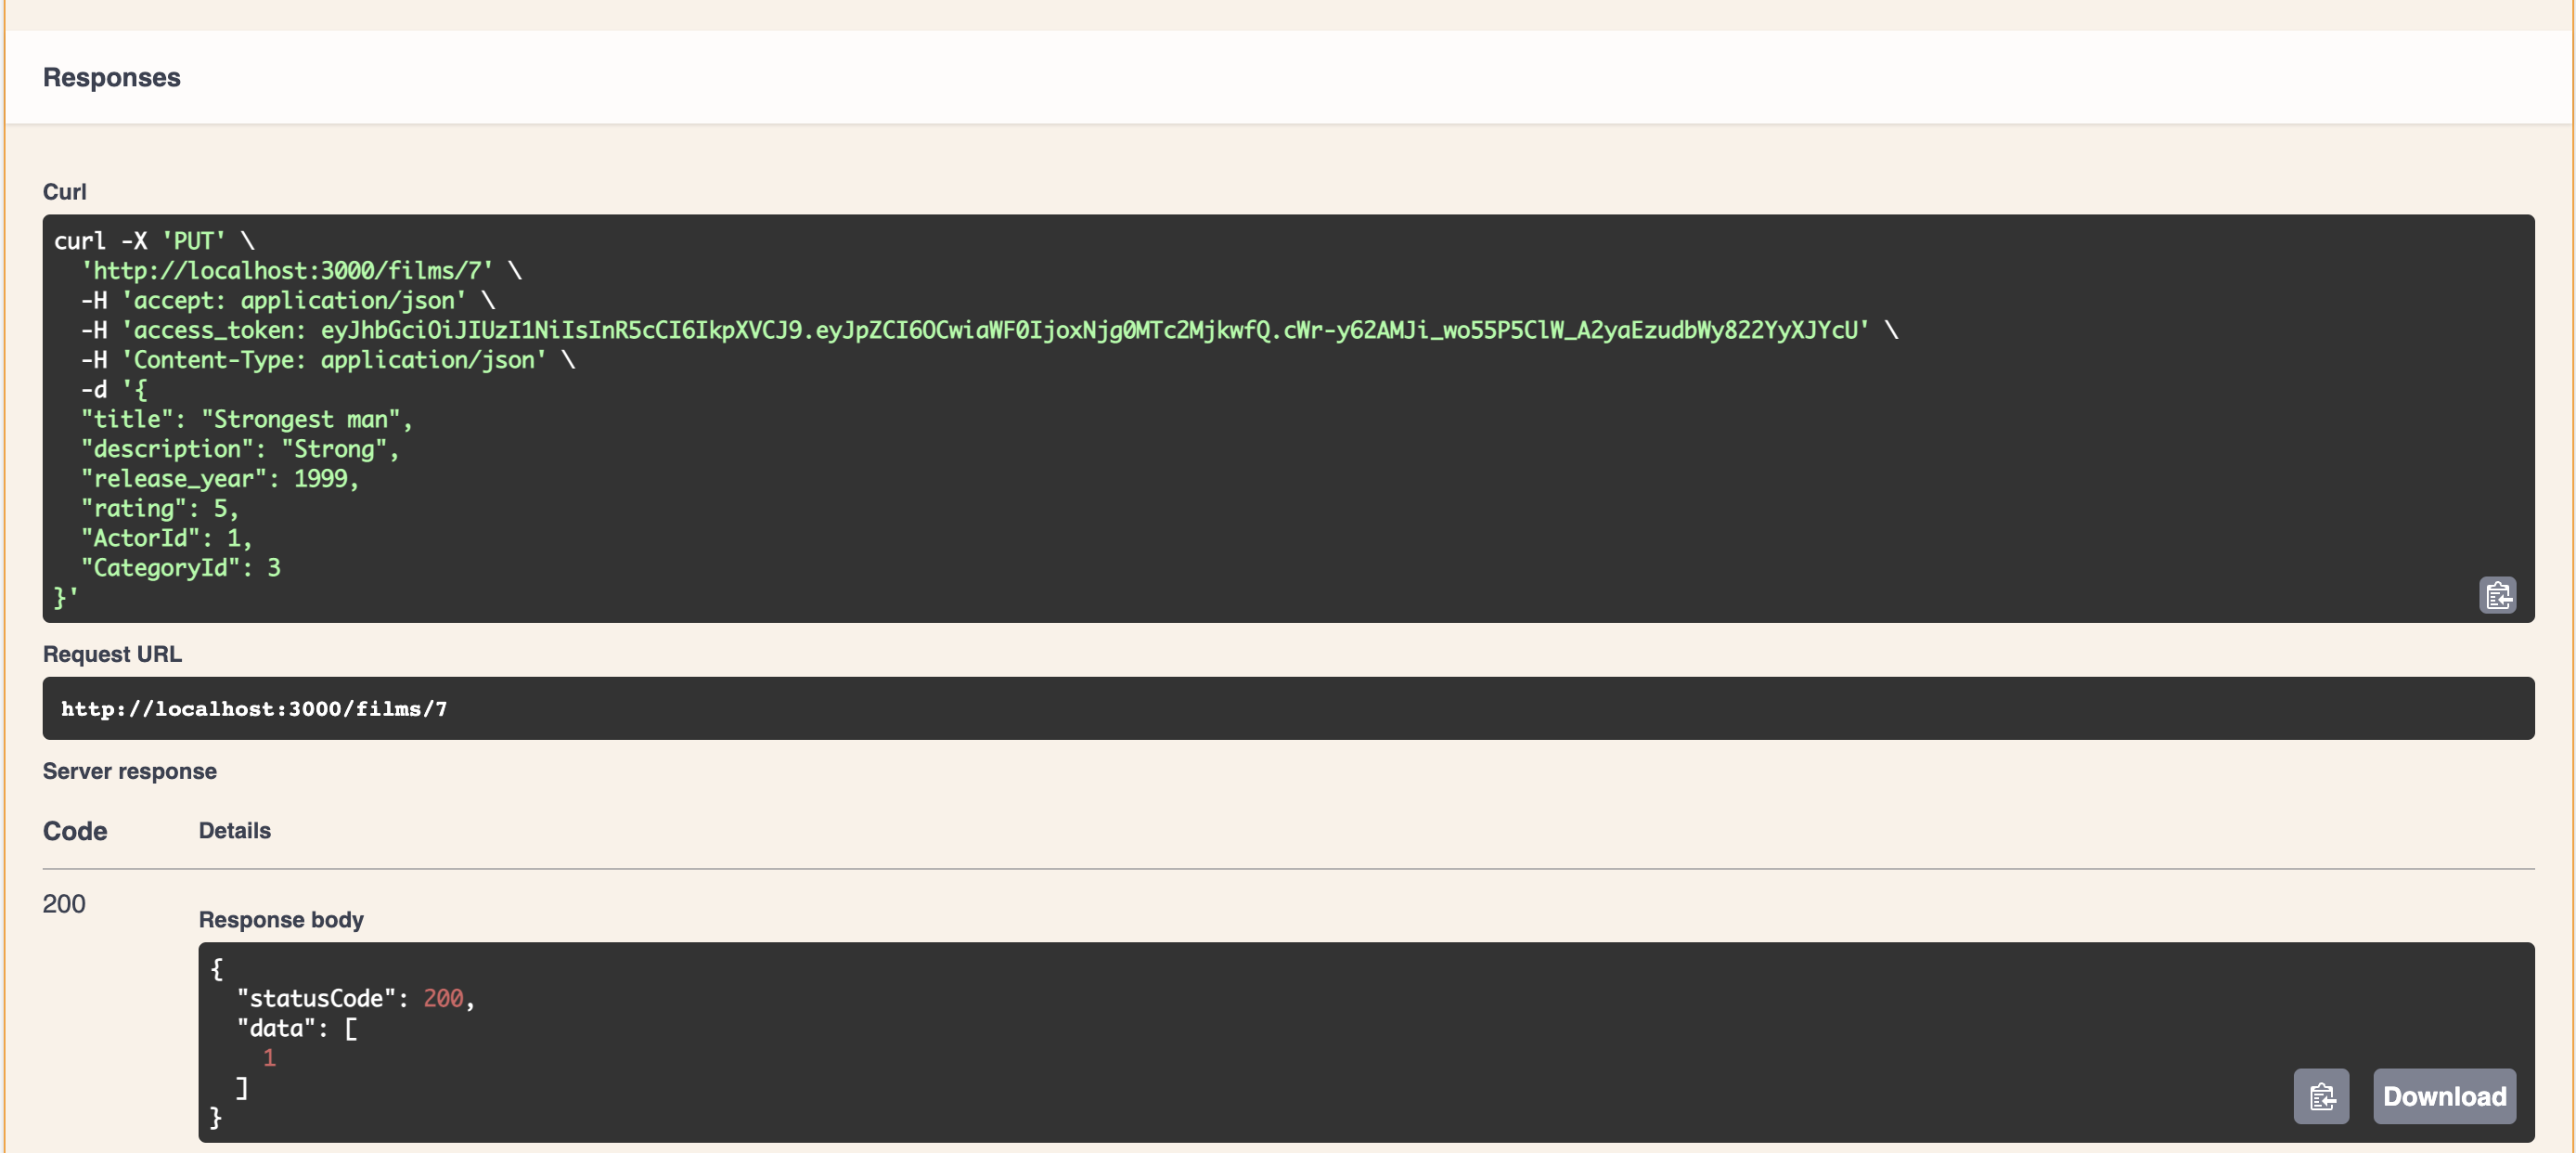 Responses
Curl
curl -X 'PUT' \
  'http://localhost:3000/films/7' \
  -H 'accept: application/json' \
  -H 'access_token: eyJhbGciOiJIUzI1NiIsInR5cCI6IkpXVCJ9.eyJpZCI6OCwiaWF0IjoxNjg0MTc2MjkwfQ.cWr-y62AMJi_wo55P5ClW_A2yaEzudbWy822YyXJYcU' \
  -H 'Content-Type: application/json' \
  -d '{
  "title": "Strongest man",
  "description": "Strong",
  "release_year": 1999,
  "rating": 5,
  "ActorId": 1,
  "CategoryId": 3
}'
Request URL
http://localhost:3000/films/7
Server response
Code Details
200
Response body
{
  "statusCode": 200,
  "data": [
    1
  ]
}
Download